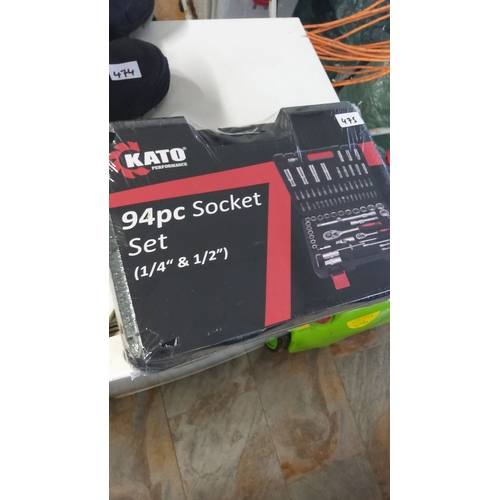 474
475
KATO
PERFORMANCE
94pc Socket
Set
(1/4" & 1/2")